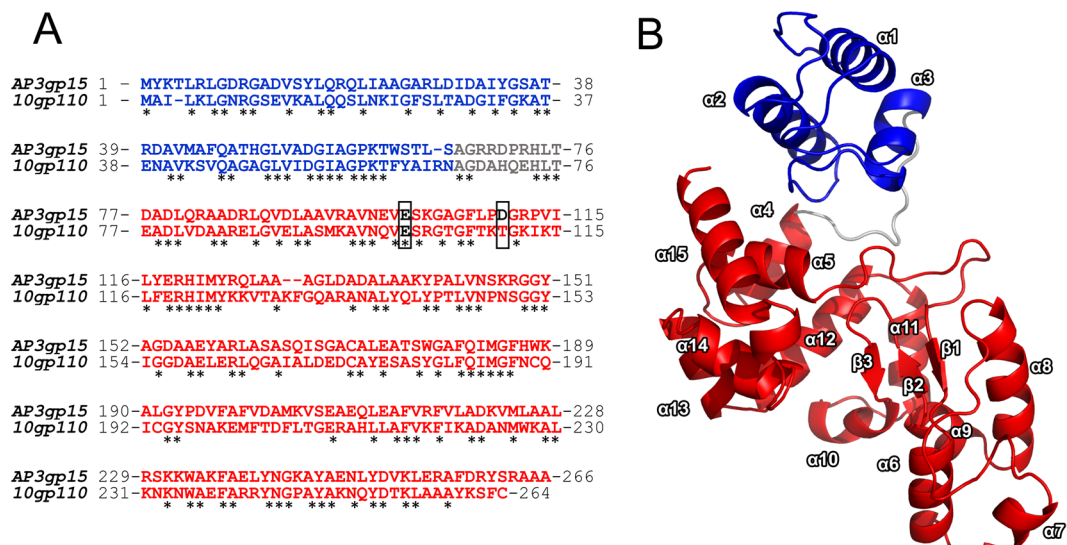 A
AP3gp15 1 - MYKTLRLGDRGADVSYLQRQLIAAGARLDIDAIYGSAT- 38
10gp110 1 - MAI-LKLGNRGSEVKALQQSLNKIGFSLTADGIFGKAT- 37
* * ** ** * ** * * * * * **
AP3gp15 39- RDAVMAFQATHGLVADGIAGPKTWSTL-SAGRRDPRHLT-76
10gp110 38- ENAVKSVQAGAGLVIDGIAGPKTFYAIRNAGDAHQEHLT-76
** ** *** **** **** ** ***
AP3gp15 77- DADLQRAADRLQVDLAAVRAVNEVESKGAGFLPDGRPVI-115
10gp110 77- EADLVDAARELGVELASMKAVNQVESRGTGFTKTGKIKT-115
*** ** * ** * *** *** * ** *
AP3gp15 116-LYERHIMYRQLAA--AGLDADALAAKYPALVNSKRGGY-151
10gp110 116-LFERHIMYKKVTAKFGQARANALYQLYPTLVNPNSGGY-153
* ***** * ** ** *** ***
AP3gp15 152-AGDAAEYARLASASQISGACALEATSWGAFQIMGFHWK-189
10gp110 154-IGGDAELERLQGAIALDEDCAYESASYGLFQIMGFNCQ-191
* ** ** * ** * * * ******
AP3gp15 190-ALGYPDVFAFVDAMKVSEAEQLEAFVRFVLADKVMLAAL-228
10gp110 192-ICGYSNAKEMFTDFLTGERAHLLAFVKFIKADANMWKAL-230
** * * *** * ** * **
AP3gp15 229-RSKKWAKFAELYNGKAYAENLYDVKLERAFDRYSRAAA-266
10gp110 231-KNKNWAEFARRYNGPAYAKNQYDTKLAAAYKSFC-264
* ** ** *** *** * ** ** *
B
α1
α2
α3
α4
α5
α15
α14
α12
α11
β1
β3
β2
α8
α13
α10
α6
α9
α7